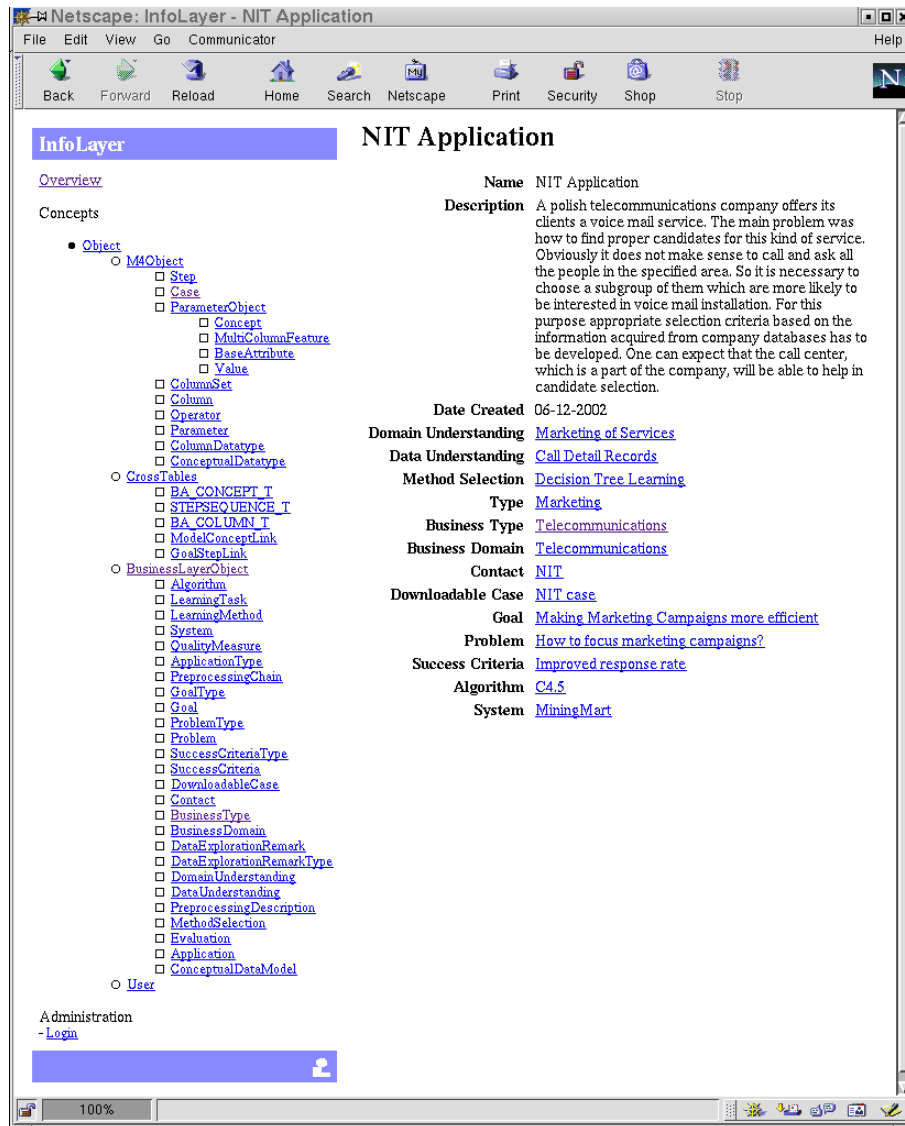 Netscape: InfoLayer - NIT Application
File Edit View Go Communicator Help
Back Forward Reload Home Search Netscape Print Security Shop Stop
My
N
InfoLayer
Overview
Concepts
Object
M4Object
Step
Case
ParameterObject
Concept
MultiColumnFeature
BaseAttribute
Value
ColumnSet
Column
Operator
Parameter
ColumnDatatype
ConceptualDatatype
CrossTables
BA_CONCEPT_T
STEPSEQUENCE_T
BA_COLUMN_T
ModelConceptLink
GoalStepLink
BusinessLayerObject
Algorithm
LearningTask
LearningMethod
System
QualityMeasure
ApplicationType
PreprocessingChain
GoalType
Goal
ProblemType
Problem
SuccessCriteriaType
SuccessCriteria
DownloadableCase
Contact
BusinessType
BusinessDomain
DataExplorationRemark
DataExplorationRemarkType
DomainUnderstanding
DataUnderstanding
PreprocessingDescription
MethodSelection
Evaluation
Application
ConceptualDataModel
User
Administration
- Login
NIT Application
Name NIT Application
Description A polish telecommunications company offers its
clients a voice mail service. The main problem was
how to find proper candidates for this kind of service.
Obviously it does not make sense to call and ask all
the people in the specified area. So it is necessary to
choose a subgroup of them which are more likely to
be interested in voice mail installation. For this
purpose appropriate selection criteria based on the
information acquired from company databases has to
be developed. One can expect that the call center,
which is a part of the company, will be able to help in
candidate selection.
Date Created 06-12-2002
Domain Understanding Marketing of Services
Data Understanding Call Detail Records
Method Selection Decision Tree Learning
Type Marketing
Business Type Telecommunications
Business Domain Telecommunications
Contact NIT
Downloadable Case NIT case
Goal Making Marketing Campaigns more efficient
Problem How to focus marketing campaigns?
Success Criteria Improved response rate
Algorithm C4.5
System MiningMart
100%